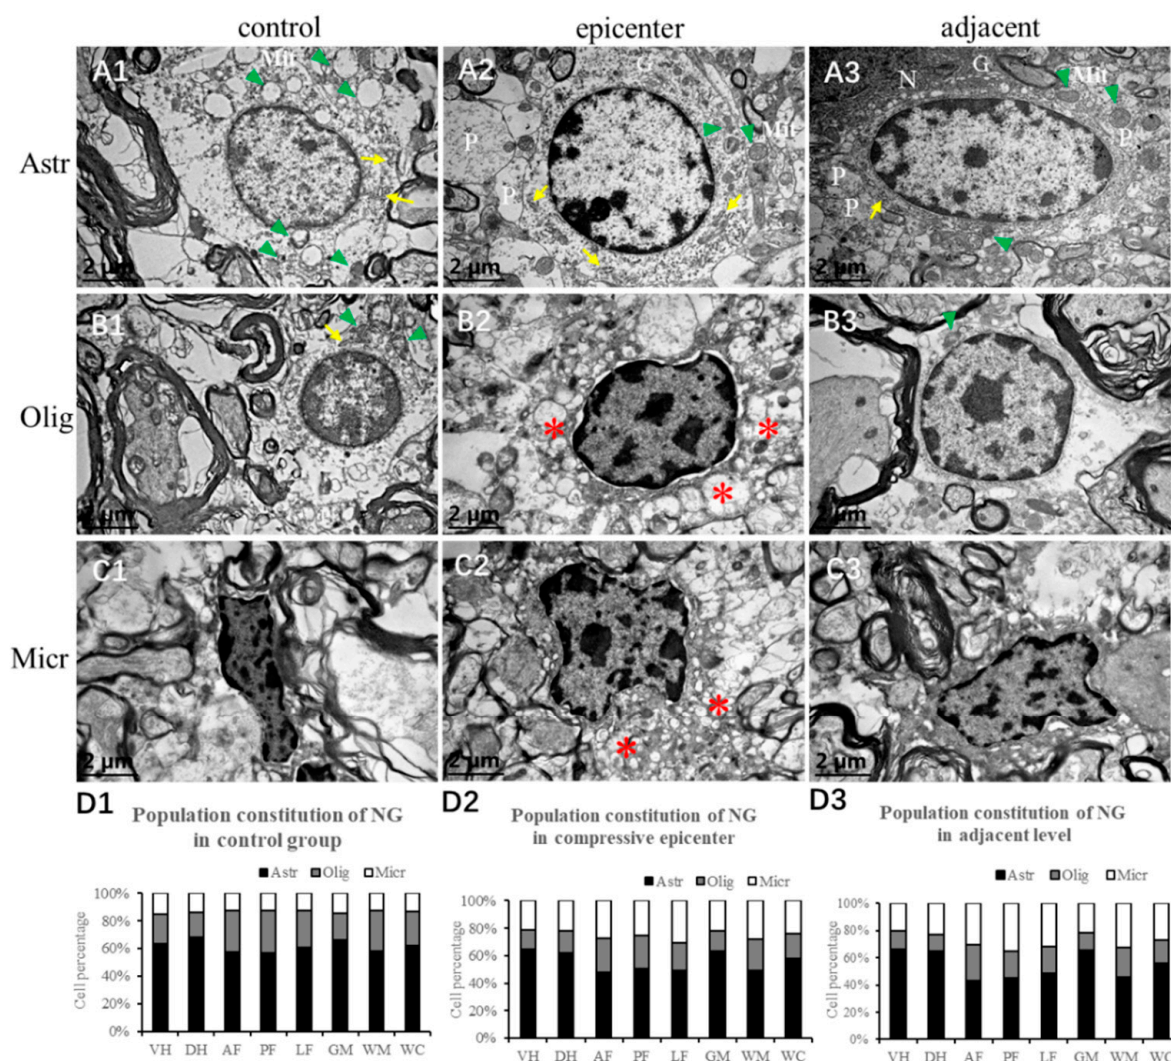 control epicenter adjacent
Astr
A1 Mit 2 μm
A2 G P P Mit 2 μm
A3 N G Mit P P P 2 μm
Olig
B1 2 μm
B2 * * * 2 μm
B3 2 μm
Micr
C1 2 μm
C2 * * 2 μm
C3 2 μm
D1
Population constitution of NG
in control group
Astr Olig Micr
Cell percentage
100%
80%
60%
40%
20%
0%
VH DH AF PF LF GM WM WC
D2
Population constitution of NG
in compressive epicenter
Astr Olig Micr
Cell percentage
100%
80%
60%
40%
20%
0%
VH DH AF PF LF GM WM WC
D3
Population constitution of NG
in adjacent level
Astr Olig Micr
Cell percentage
100%
80%
60%
40%
20%
0%
VH DH AF PF LF GM WM WC